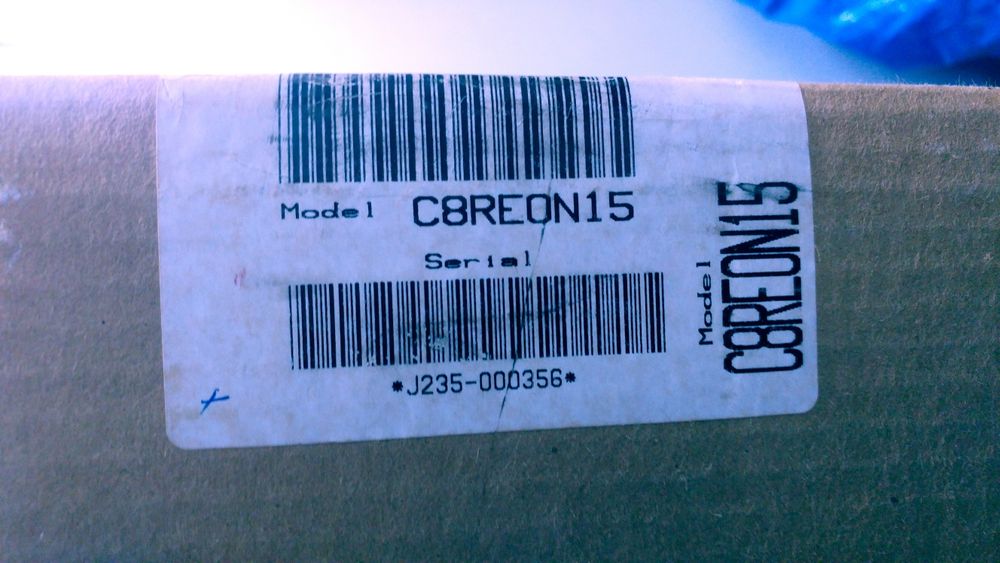 Model C8REON15
Serial
*J235-000356*
Model
C8REON15